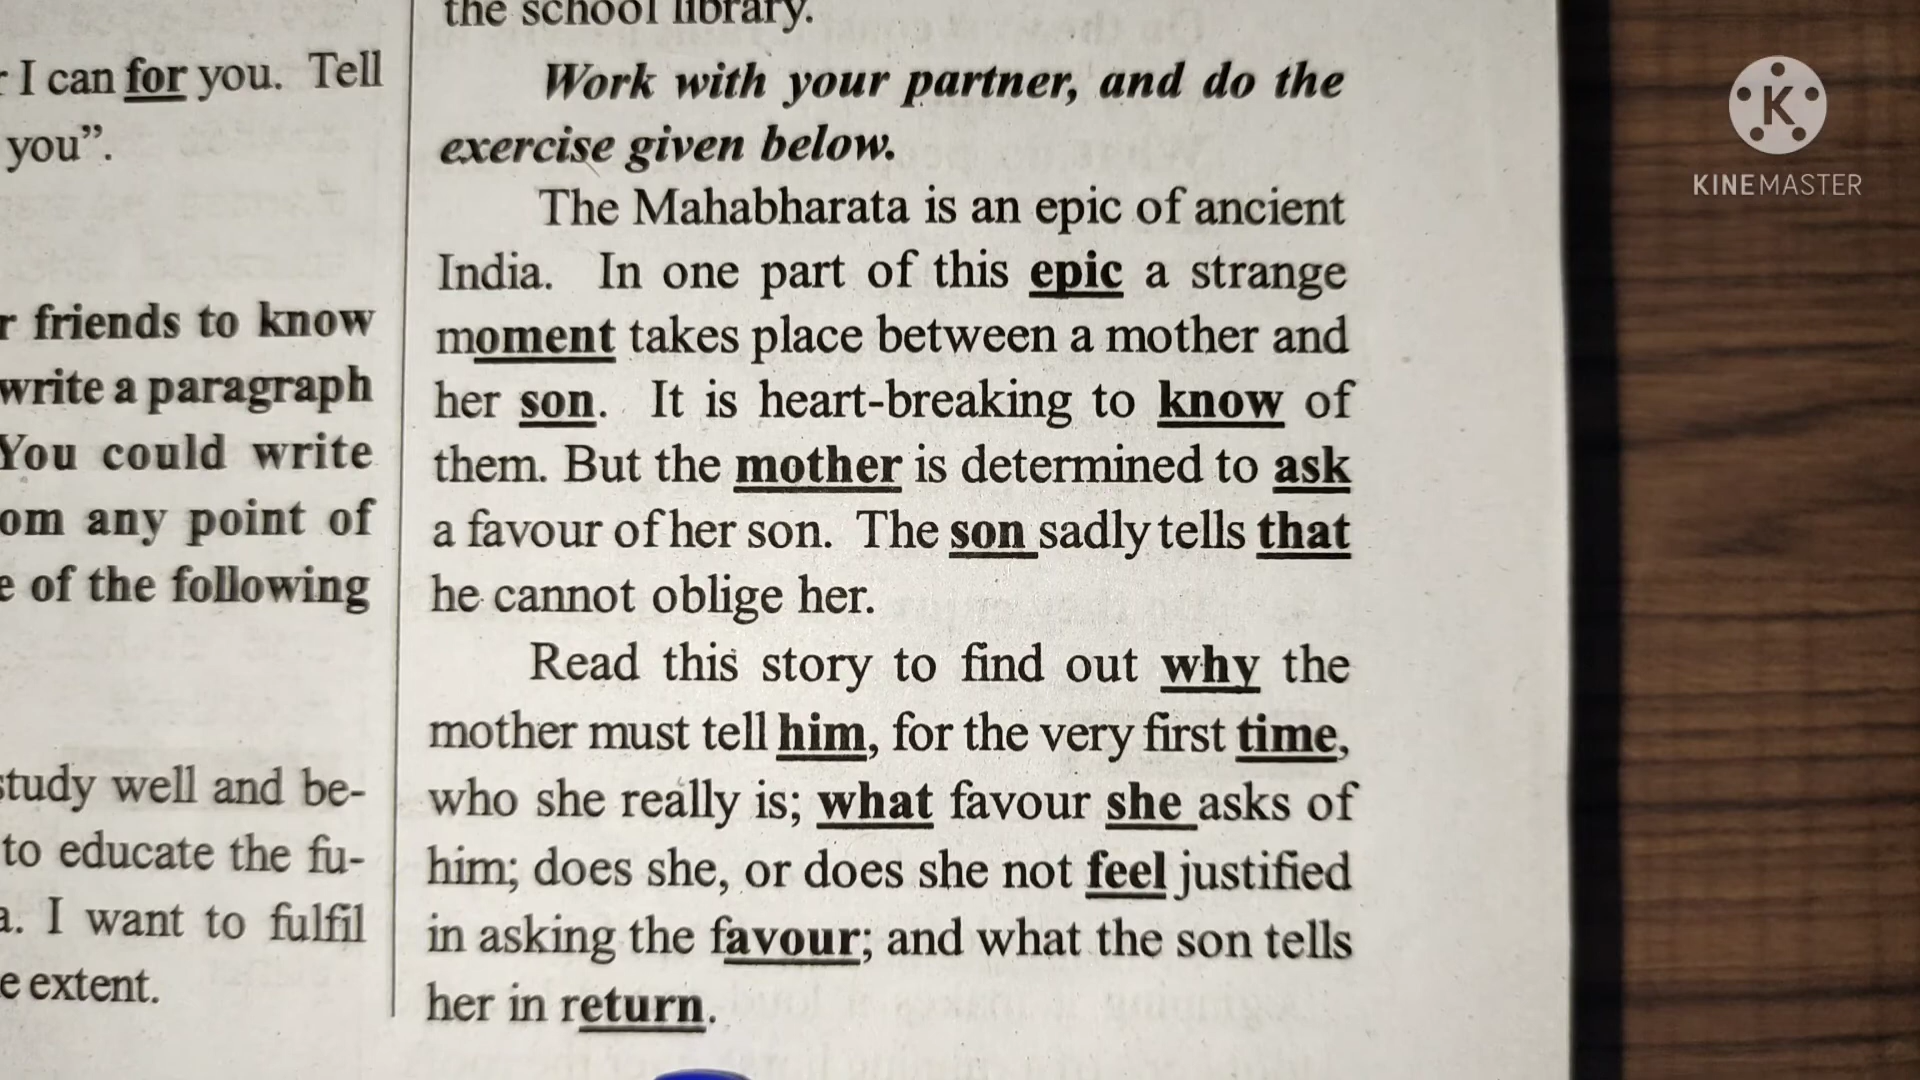 r I can for you. Tell
you”.
r friends to know
write a paragraph
You could write
om any point of
e of the following
study well and be-
to educate the fu-
a. I want to fulfil
e extent.
the school library.
Work with your partner, and do the
exercise given below.
The Mahabharata is an epic of ancient
India. In one part of this epic a strange
moment takes place between a mother and
her son. It is heart-breaking to know of
them. But the mother is determined to ask
a favour of her son. The son sadly tells that
he cannot oblige her.
Read this story to find out why the
mother must tell him, for the very first time,
who she really is; what favour she asks of
him; does she, or does she not feel justified
in asking the favour; and what the son tells
her in return.
K
KINEMASTER